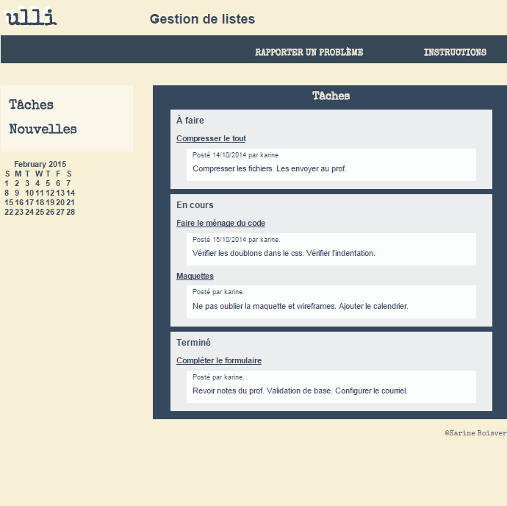 ulli
Gestion de listes
RAPPORTER UN PROBLÈME
INSTRUCTIONS
Tâches
Nouvelles
February 2015
S M T W T F S
1 2 3 4 5 6 7
8 9 10 11 12 13 14
15 16 17 18 19 20 21
22 23 24 25 26 27 28
Tâches
À faire
Compresser le tout
Posté 14/10/2014 par karine
Compresser les fichiers. Les envoyer au prof.
En cours
Faire le ménage du code
Posté 15/10/2014 par karine.
Vérifier les doublons dans le css. Vérifier l'indentation.
Maquettes
Posté par karine.
Ne pas oublier la maquette et wireframes. Ajouter le calendrier.
Terminé
Compléter le formulaire
Posté par karine.
Revoir notes du prof. Validation de base. Configurer le courriel.
©Karine Boisver